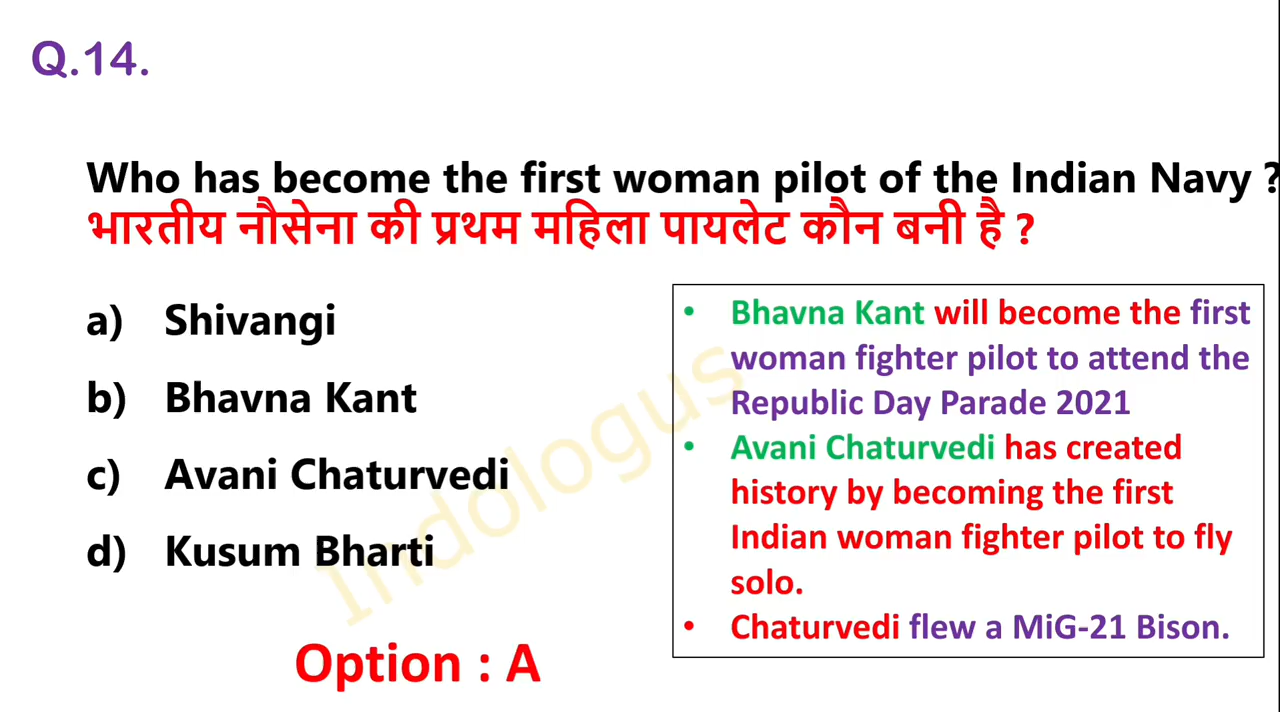 Q.14.
Who has become the first woman pilot of the Indian Navy ?
भारतीय नौसेना की प्रथम महिला पायलेट कौन बनी है ?
a) Shivangi
b) Bhavna Kant
c) Avani Chaturvedi
d) Kusum Bharti
Option : A
• Bhavna Kant will become the first
woman fighter pilot to attend the
Republic Day Parade 2021
• Avani Chaturvedi has created
history by becoming the first
Indian woman fighter pilot to fly
solo.
• Chaturvedi flew a MiG-21 Bison.
Indologus